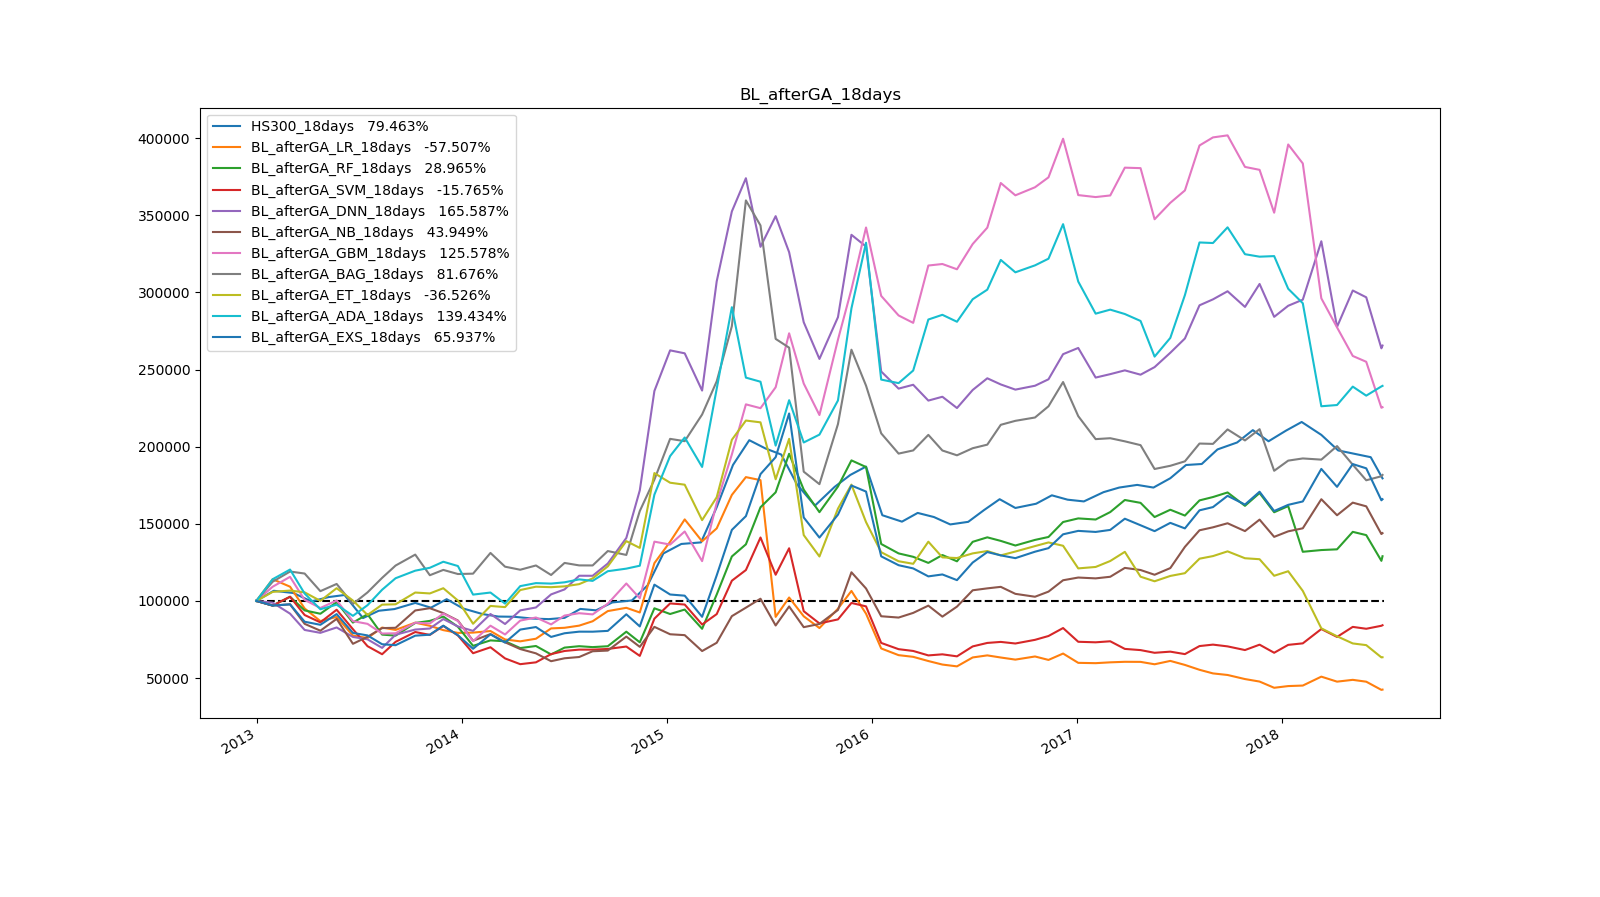 BL_afterGA_18days
400000
350000
300000
250000
200000
150000
100000
50000
HS300_18days 79.463%
BL_afterGA_LR_18days -57.507%
BL_afterGA_RF_18days 28.965%
BL_afterGA_SVM_18days -15.765%
BL_afterGA_DNN_18days 165.587%
BL_afterGA_NB_18days 43.949%
BL_afterGA_GBM_18days 125.578%
BL_afterGA_BAG_18days 81.676%
BL_afterGA_ET_18days -36.526%
BL_afterGA_ADA_18days 139.434%
BL_afterGA_EXS_18days 65.937%
2013
2014
2015
2016
2017
2018